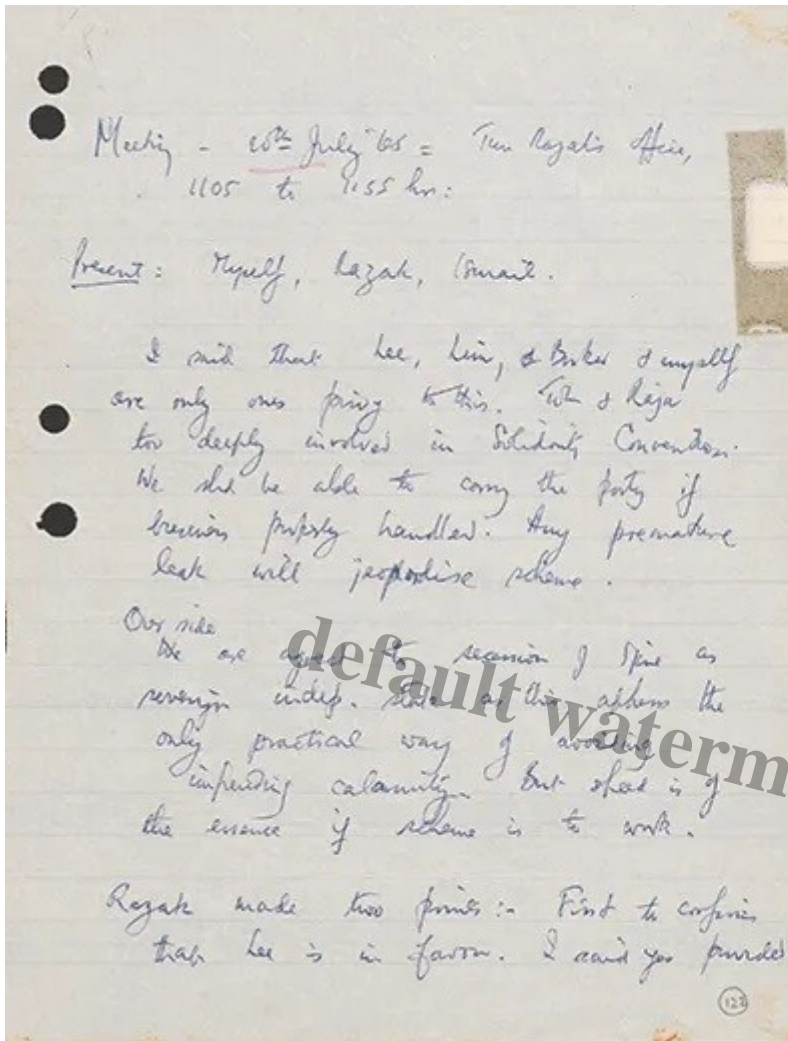 Meeting - 20th July '65 = Tun Razak's office,
1105 to 1155 hrs:
Present: Myself, Razak, Ismail.
I said that Lee, Lim, & Barker & myself
are only ones privy to this. Toh & Raja
too deeply involved in Solidarity Convention.
We shd be able to carry the party if
business properly handled. Any premature
leak will jeopardise scheme.
Our side
We are agreed to secession of S'pore as
sovereign indep. state as this affords the
only practical way of avoiding
impending calamity. But speed is of
the essence if scheme is to work.
Razak made two points:- First to confirm
that Lee is in favour. I said yes provided
122
default waterm